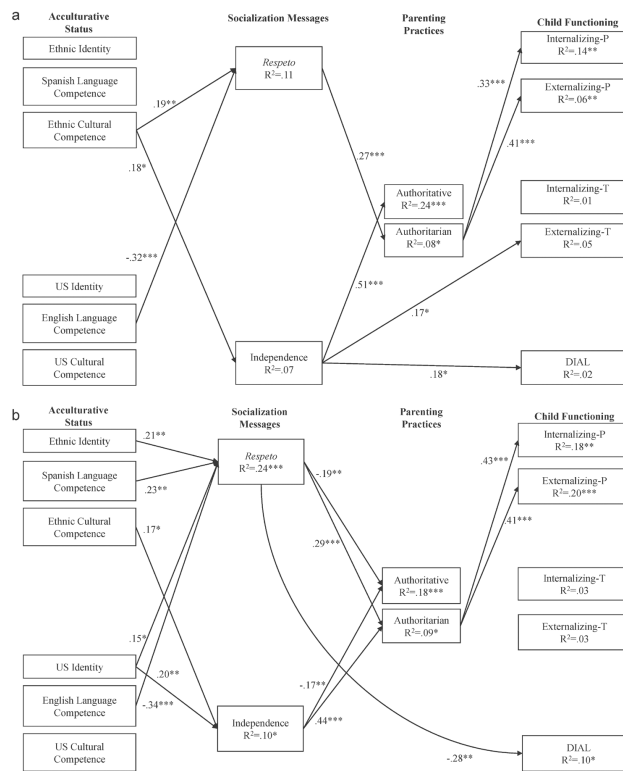 a
Acculturative
Status
Socialization Messages
Parenting
Practices
Child Functioning
Ethnic Identity
Spanish Language
Competence
Ethnic Cultural
Competence
US Identity
English Language
Competence
US Cultural
Competence
Respeto
R²=.11
Independence
R²=.07
Authoritative
R²=.24***
Authoritarian
R²=.08*
Internalizing-P
R²=.14**
Externalizing-P
R²=.06**
Internalizing-T
R²=.01
Externalizing-T
R²=.05
DIAL
R²=.02
.19**
.18*
-.32***
.27***
.51***
.33***
.41***
.17*
.18*
b
Acculturative
Status
Socialization
Messages
Parenting
Practices
Child Functioning
Ethnic Identity
Spanish Language
Competence
Ethnic Cultural
Competence
US Identity
English Language
Competence
US Cultural
Competence
Respeto
R²=.24***
Independence
R²=.10*
Authoritative
R²=.18***
Authoritarian
R²=.09*
Internalizing-P
R²=.18**
Externalizing-P
R²=.20***
Internalizing-T
R²=.03
Externalizing-T
R²=.03
DIAL
R²=.10*
.21**
.23**
.17*
.15*
.20**
-.34***
-.19**
.29***
-.17**
.44***
-.28**
.43***
.41***